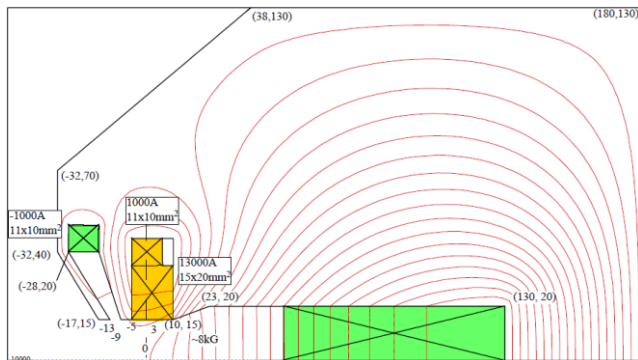 (38,130)
(180,130)
(-32,70)
-1000A
11x10mm²
1000A
11x10mm²
13000A
15x20mm²
(-32,40)
(-28,20)
(23, 20)
(130, 20)
(-17,15)
-13
-9
-5
3
(10, 15)
~8kG
0